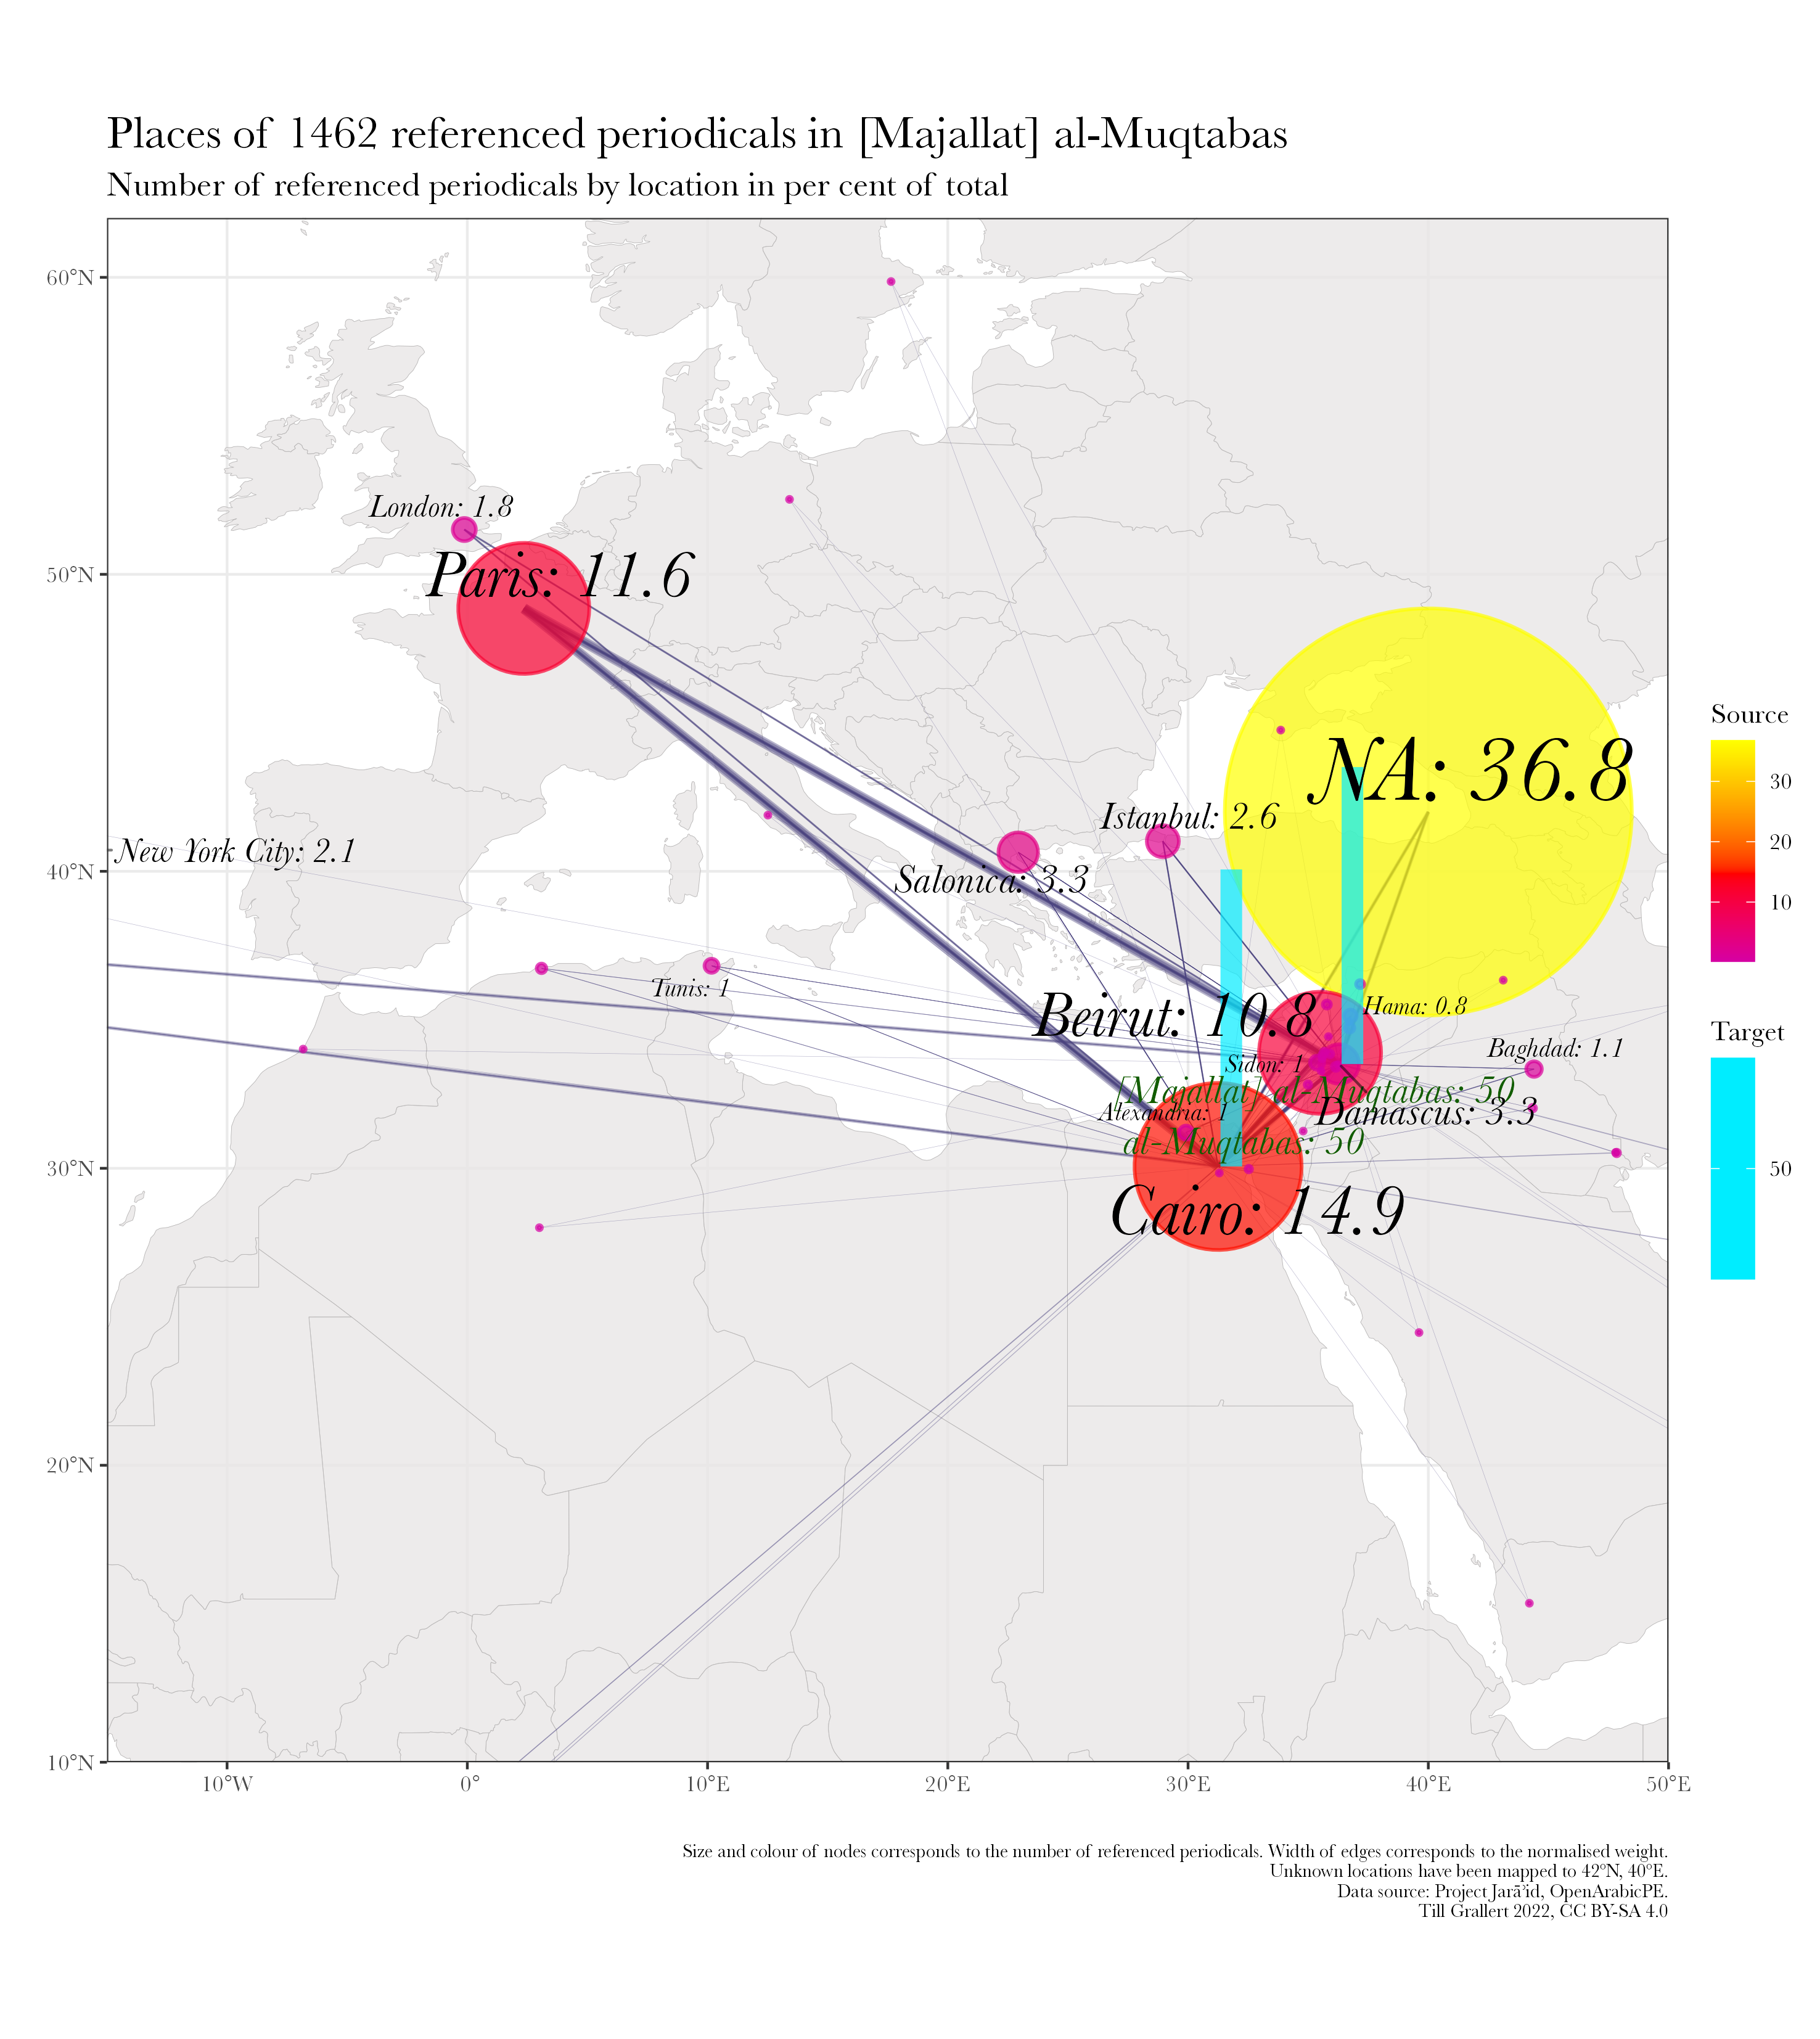 Places of 1462 referenced periodicals in [Majallat] al-Muqtabas
Number of referenced periodicals by location in per cent of total
60°N
50°N
40°N
30°N
20°N
10°N
London: 1.8
Paris: 11.6
NA: 36.8
Istanbul: 2.6
New York City: 2.1
Salonica: 3.3
Tunis: 1
Beirut: 10.8
Hama: 0.8
Baghdad: 1.1
Sidon: 1
[Majallat] al-Muqtabas: 50
Alexandria: 1
Damascus: 3.3
al-Muqtabas: 50
Cairo: 14.9
Source
30
20
10
Target
50
10°W
0°
10°E
20°E
30°E
40°E
50°E
Size and colour of nodes corresponds to the number of referenced periodicals. Width of edges corresponds to the normalised weight.
Unknown locations have been mapped to 42°N, 40°E.
Data source: Project Jarāʾid, OpenArabicPE.
Till Grallert 2022, CC BY-SA 4.0